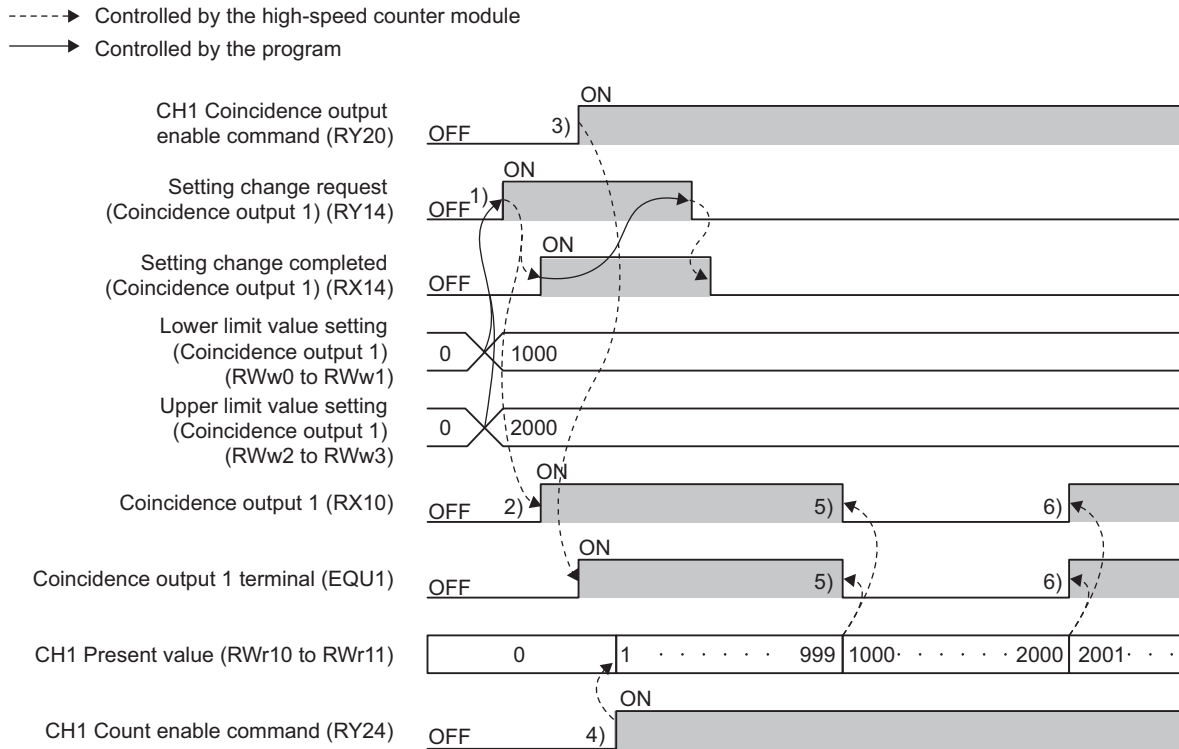 Controlled by the high-speed counter module
Controlled by the program
ON
CH1 Coincidence output
enable command (RY20)
OFF
3)
ON
Setting change request
(Coincidence output 1) (RY14)
OFF
1)
ON
Setting change completed
(Coincidence output 1) (RX14)
OFF
Lower limit value setting
(Coincidence output 1)
(RWw0 to RWw1)
0
1000
Upper limit value setting
(Coincidence output 1)
(RWw2 to RWw3)
0
2000
ON
Coincidence output 1 (RX10)
OFF
2)
5)
6)
ON
Coincidence output 1 terminal (EQU1)
OFF
5)
6)
CH1 Present value (RWr10 to RWr11)
0
1 · · · · · · 999
1000 · · · · · · 2000
2001 · · ·
ON
CH1 Count enable command (RY24)
OFF
4)